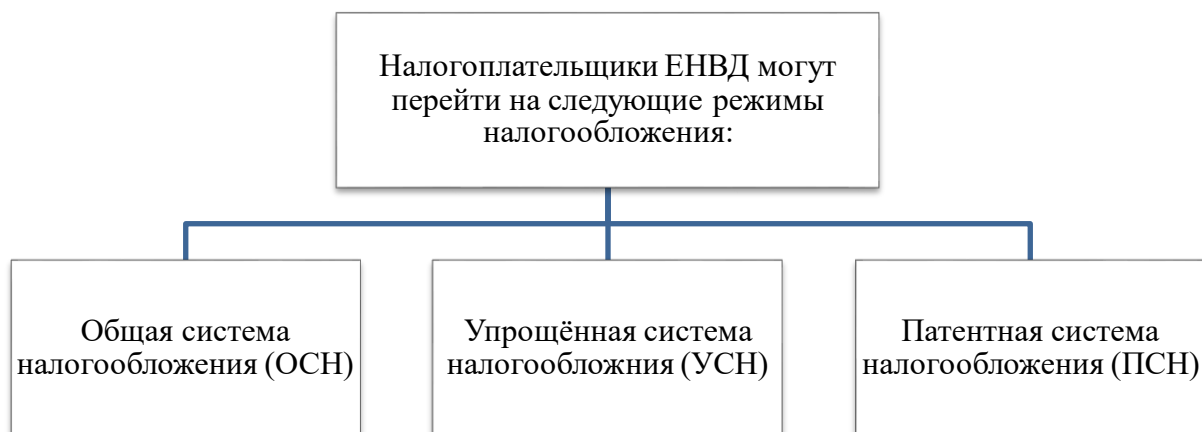 Налогоплательщики ЕНВД могут
перейти на следующие режимы
налогообложения:
Общая система
налогообложения (ОСН)
Упрощённая система
налогообложния (УСН)
Патентная система
налогообложения (ПСН)